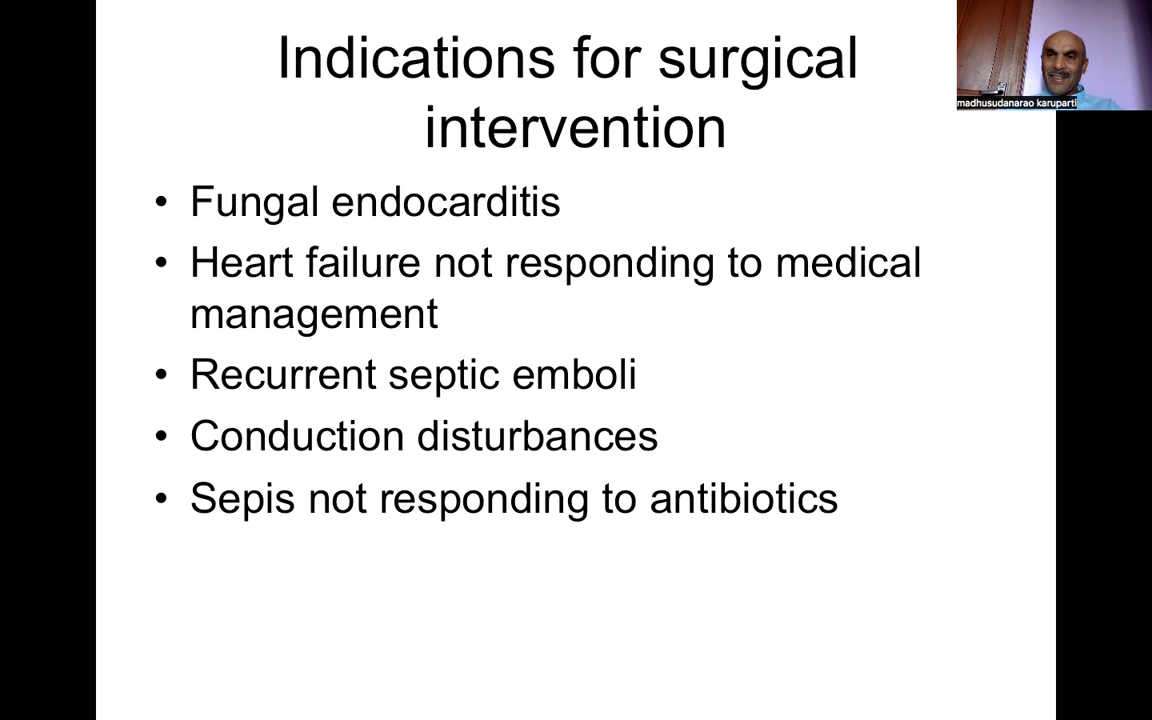 Indications for surgical
intervention
madhusudanarao karuparti
• Fungal endocarditis
• Heart failure not responding to medical
management
• Recurrent septic emboli
• Conduction disturbances
• Sepis not responding to antibiotics